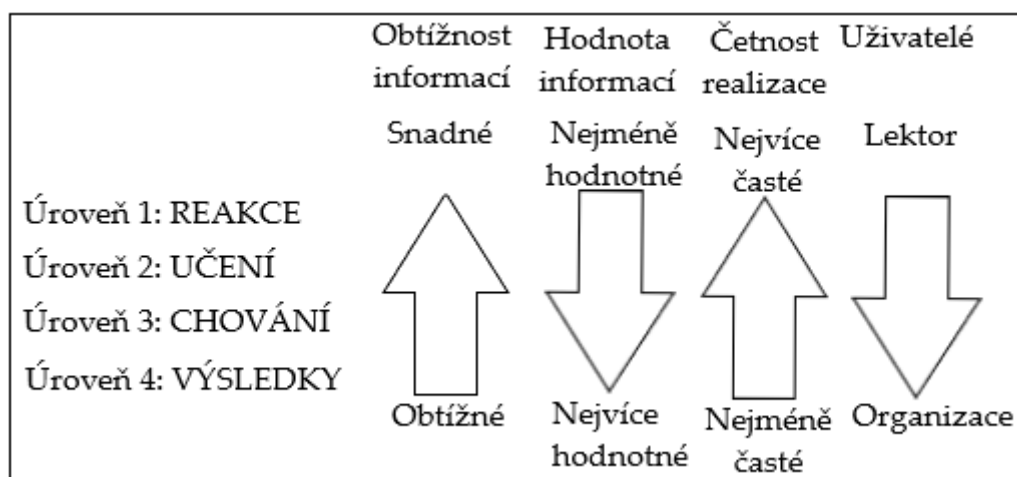 Obtížnost
informací
Hodnota
informací
Četnost
realizace
Uživatelé
Snadné
Nejméně
hodnotné
Nejvíce
časté
Lektor
Úroveň 1: REAKCE
Úroveň 2: UČENÍ
Úroveň 3: CHOVÁNÍ
Úroveň 4: VÝSLEDKY
Obtížné
Nejvíce
hodnotné
Nejméně
časté
Organizace